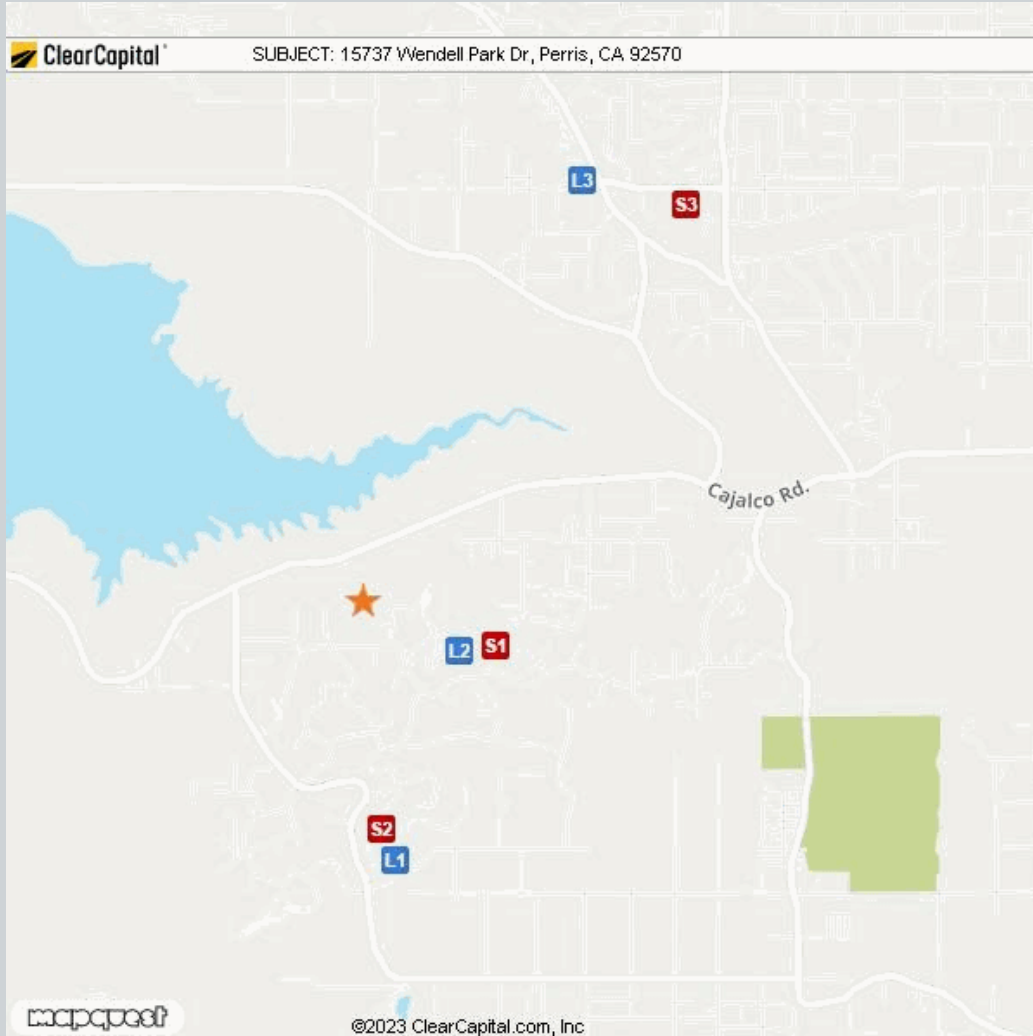 ClearCapital® SUBJECT: 15737 Wendell Park Dr, Perris, CA 92570
L3
S3
Cajalco Rd.
L2 S1
S2
L1
mapquest
©2023 ClearCapital.com, Inc